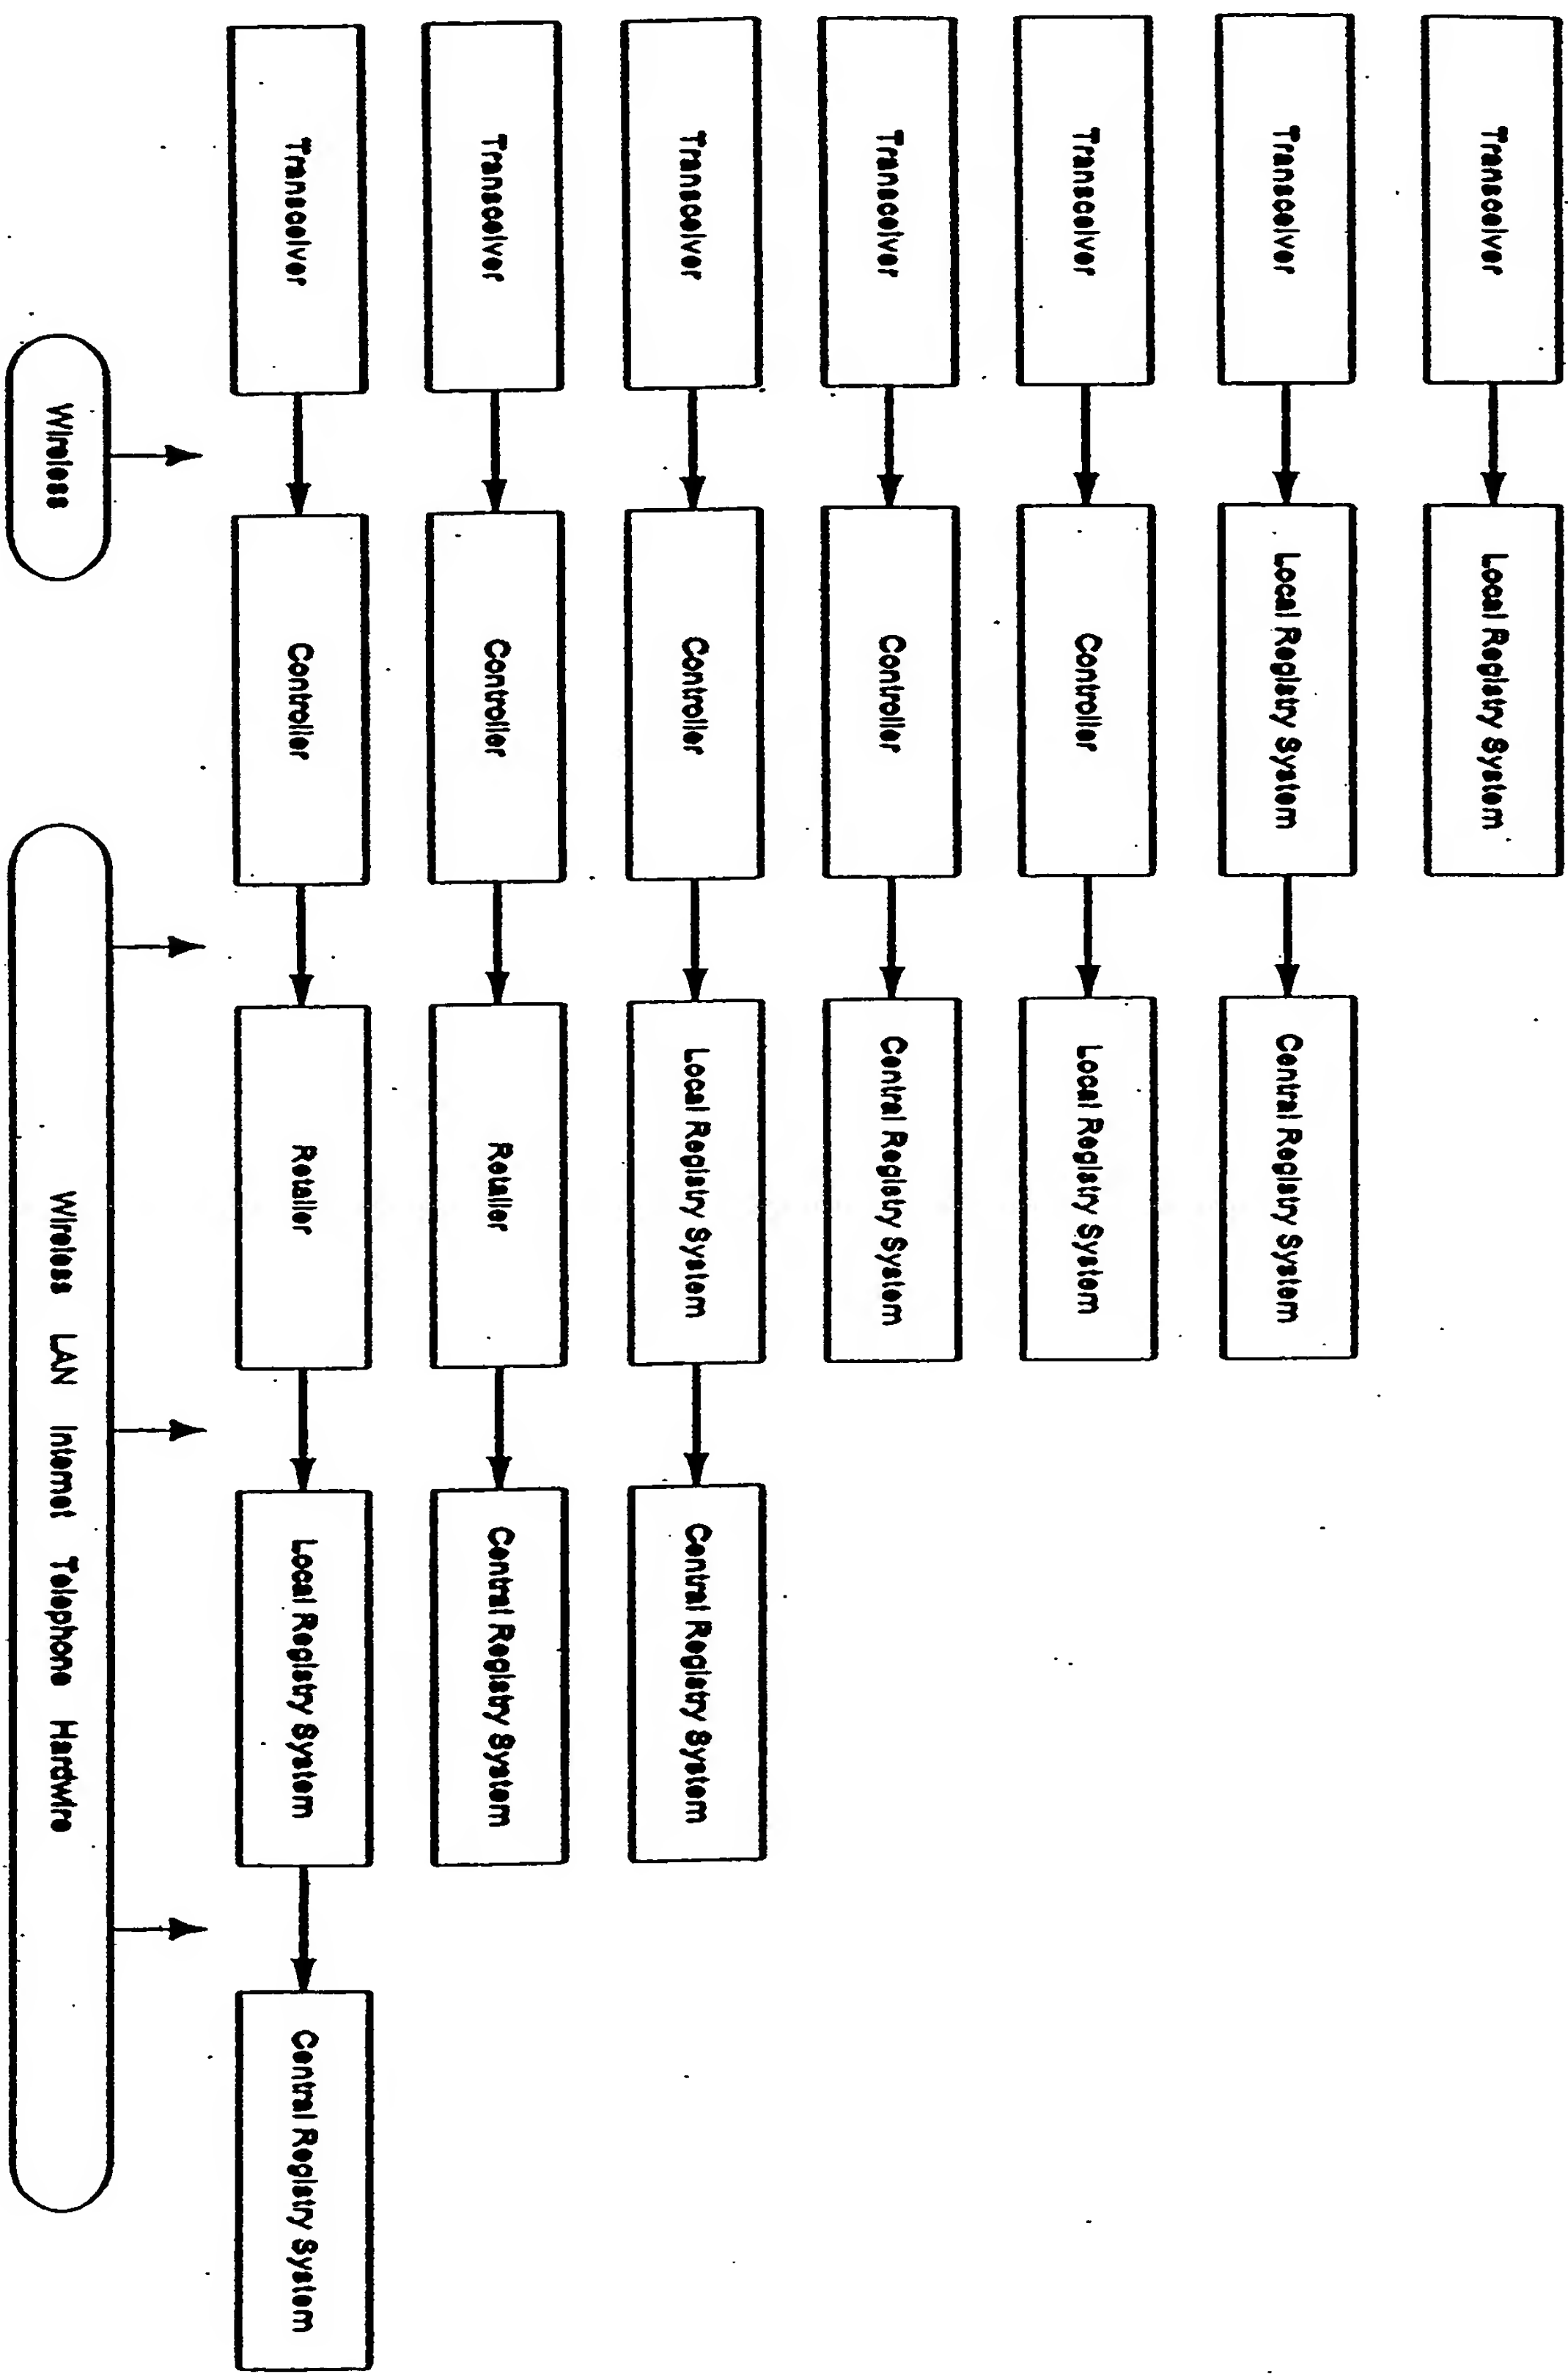 Transceiver
Local Registry System
Transceiver
Local Registry System
Central Registry System
Transceiver
Controller
Local Registry System
Transceiver
Controller
Central Registry System
Transceiver
Controller
Local Registry System
Central Registry System
Transceiver
Controller
Retailer
Central Registry System
Transceiver
Controller
Retailer
Local Registry System
Central Registry System
Wireless
Wireless LAN Internet Telephone Hardwire